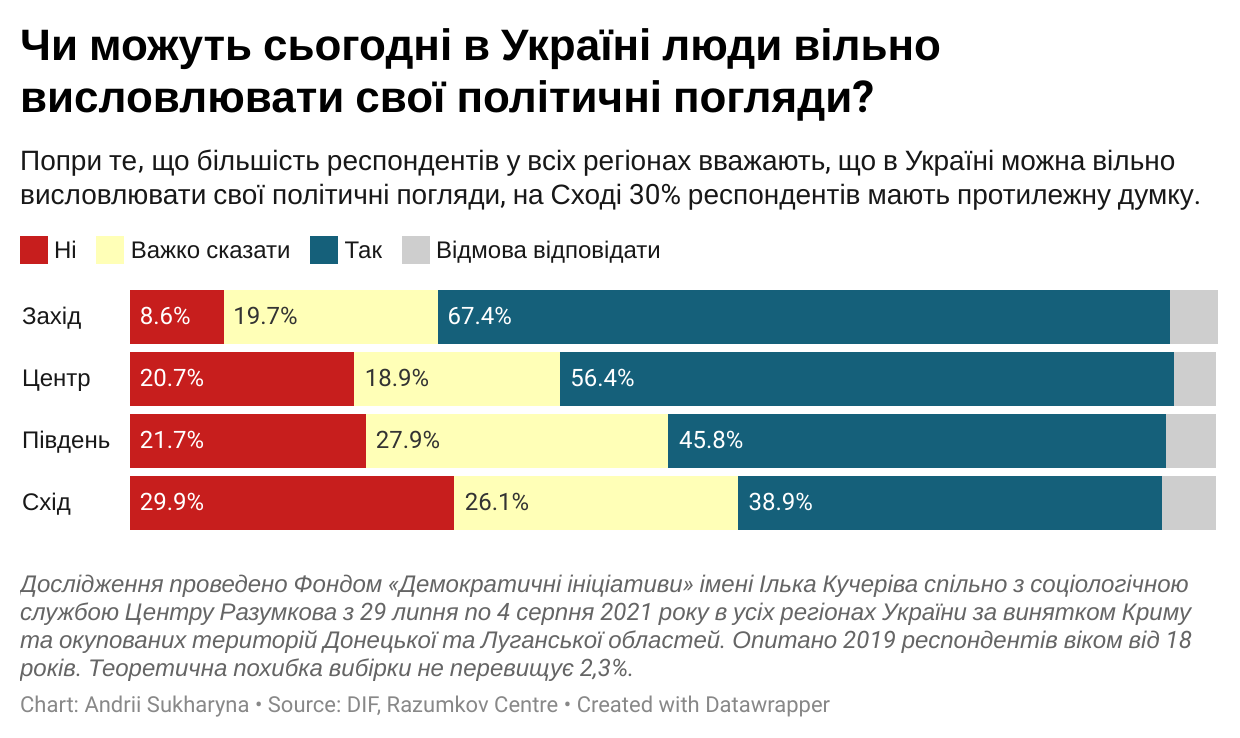 Чи можуть сьогодні в Україні люди вільно
висловлювати свої політичні погляди?
Попри те, що більшість респондентів у всіх регіонах вважають, що в Україні можна вільно
висловлювати свої політичні погляди, на Сході 30% респондентів мають протилежну думку.
Ні Важко сказати Так Відмова відповідати
Захід 8.6% 19.7% 67.4%
Центр 20.7% 18.9% 56.4%
Південь 21.7% 27.9% 45.8%
Схід 29.9% 26.1% 38.9%
Дослідження проведено Фондом «Демократичні ініціативи» імені Ілька Кучеріва спільно з соціологічною
службою Центру Разумкова з 29 липня по 4 серпня 2021 року в усіх регіонах України за винятком Криму
та окупованих територій Донецької та Луганської областей. Опитано 2019 респондентів віком від 18
років. Теоретична похибка вибірки не перевищує 2,3%.
Chart: Andrii Sukharyna • Source: DIF, Razumkov Centre • Created with Datawrapper